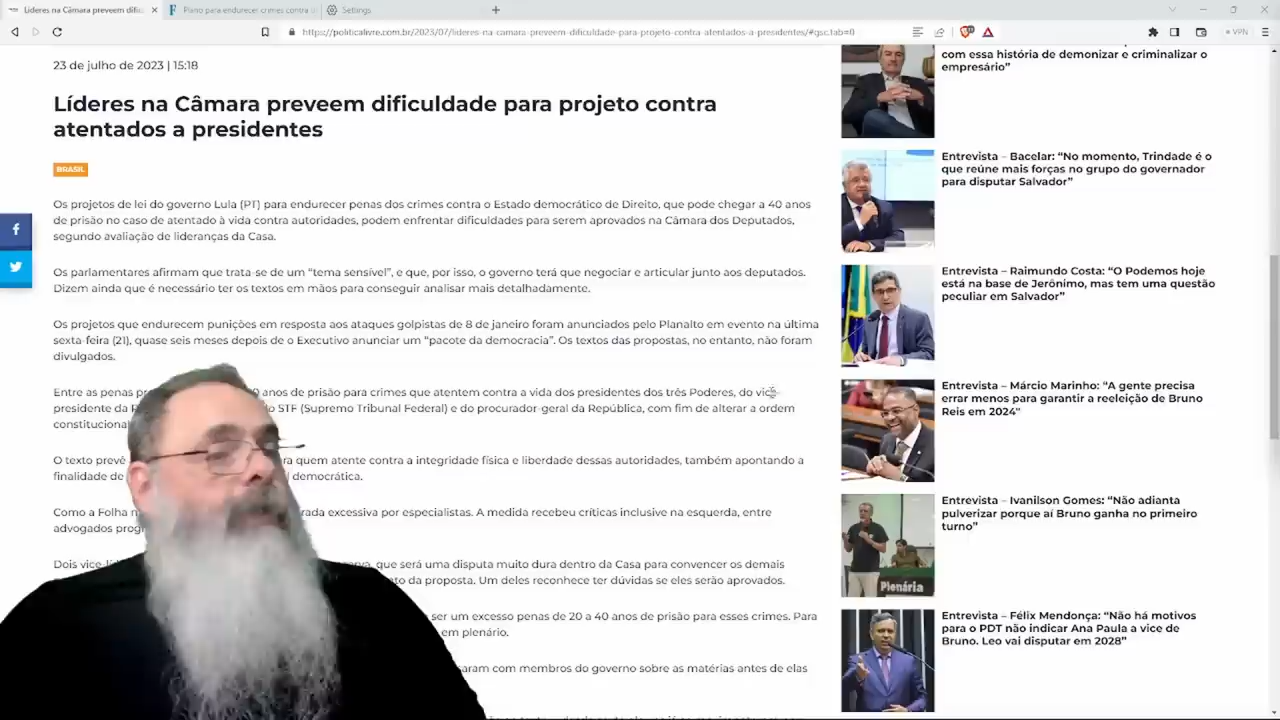 Líderes na Câmara preveem dific
Plano para endurecer crimes contra o
Settings
https://politicalivre.com.br/2023/07/lideres-na-camara-preveem-dificuldade-para-projeto-contra-atentados-a-presidentes/#gsc.tab=0
VPN
23 de julho de 2023 | 15:18
Líderes na Câmara preveem dificuldade para projeto contra
atentados a presidentes
BRASIL
Os projetos de lei do governo Lula (PT) para endurecer penas dos crimes contra o Estado democrático de Direito, que pode chegar a 40 anos
de prisão no caso de atentado à vida contra autoridades, podem enfrentar dificuldades para serem aprovados na Câmara dos Deputados,
segundo avaliação de lideranças da Casa.
Os parlamentares afirmam que trata-se de um “tema sensível”, e que, por isso, o governo terá que negociar e articular junto aos deputados.
Dizem ainda que é necessário ter os textos em mãos para conseguir analisar mais detalhadamente.
Os projetos que endurecem punições em resposta aos ataques golpistas de 8 de janeiro foram anunciados pelo Planalto em evento na última
sexta-feira (21), quase seis meses depois de o Executivo anunciar um “pacote da democracia”. Os textos das propostas, no entanto, não foram
divulgados.
Entre as penas p 0 anos de prisão para crimes que atentem contra a vida dos presidentes dos três Poderes, do vice-
presidente da R do STF (Supremo Tribunal Federal) e do procurador-geral da República, com fim de alterar a ordem
constitucional
O texto prevê ra quem atente contra a integridade física e liberdade dessas autoridades, também apontando a
finalidade de l democrática.
Como a Folha m rada excessiva por especialistas. A medida recebeu críticas inclusive na esquerda, entre
advogados prog
Dois vice-lí va, que será uma disputa muito dura dentro da Casa para convencer os demais
to da proposta. Um deles reconhece ter dúvidas se eles serão aprovados.
ser um excesso penas de 20 a 40 anos de prisão para esses crimes. Para
em plenário.
param com membros do governo sobre as matérias antes de elas
com essa história de demonizar e criminalizar o
empresário”
Entrevista – Bacelar: “No momento, Trindade é o
que reúne mais forças no grupo do governador
para disputar Salvador”
Entrevista – Raimundo Costa: “O Podemos hoje
está na base de Jerônimo, mas tem uma questão
peculiar em Salvador”
Entrevista – Márcio Marinho: “A gente precisa
errar menos para garantir a reeleição de Bruno
Reis em 2024”
Entrevista – Ivanilson Gomes: “Não adianta
pulverizar porque aí Bruno ganha no primeiro
turno”
Plenária
Entrevista – Félix Mendonça: “Não há motivos
para o PDT não indicar Ana Paula a vice de
Bruno. Leo vai disputar em 2028”